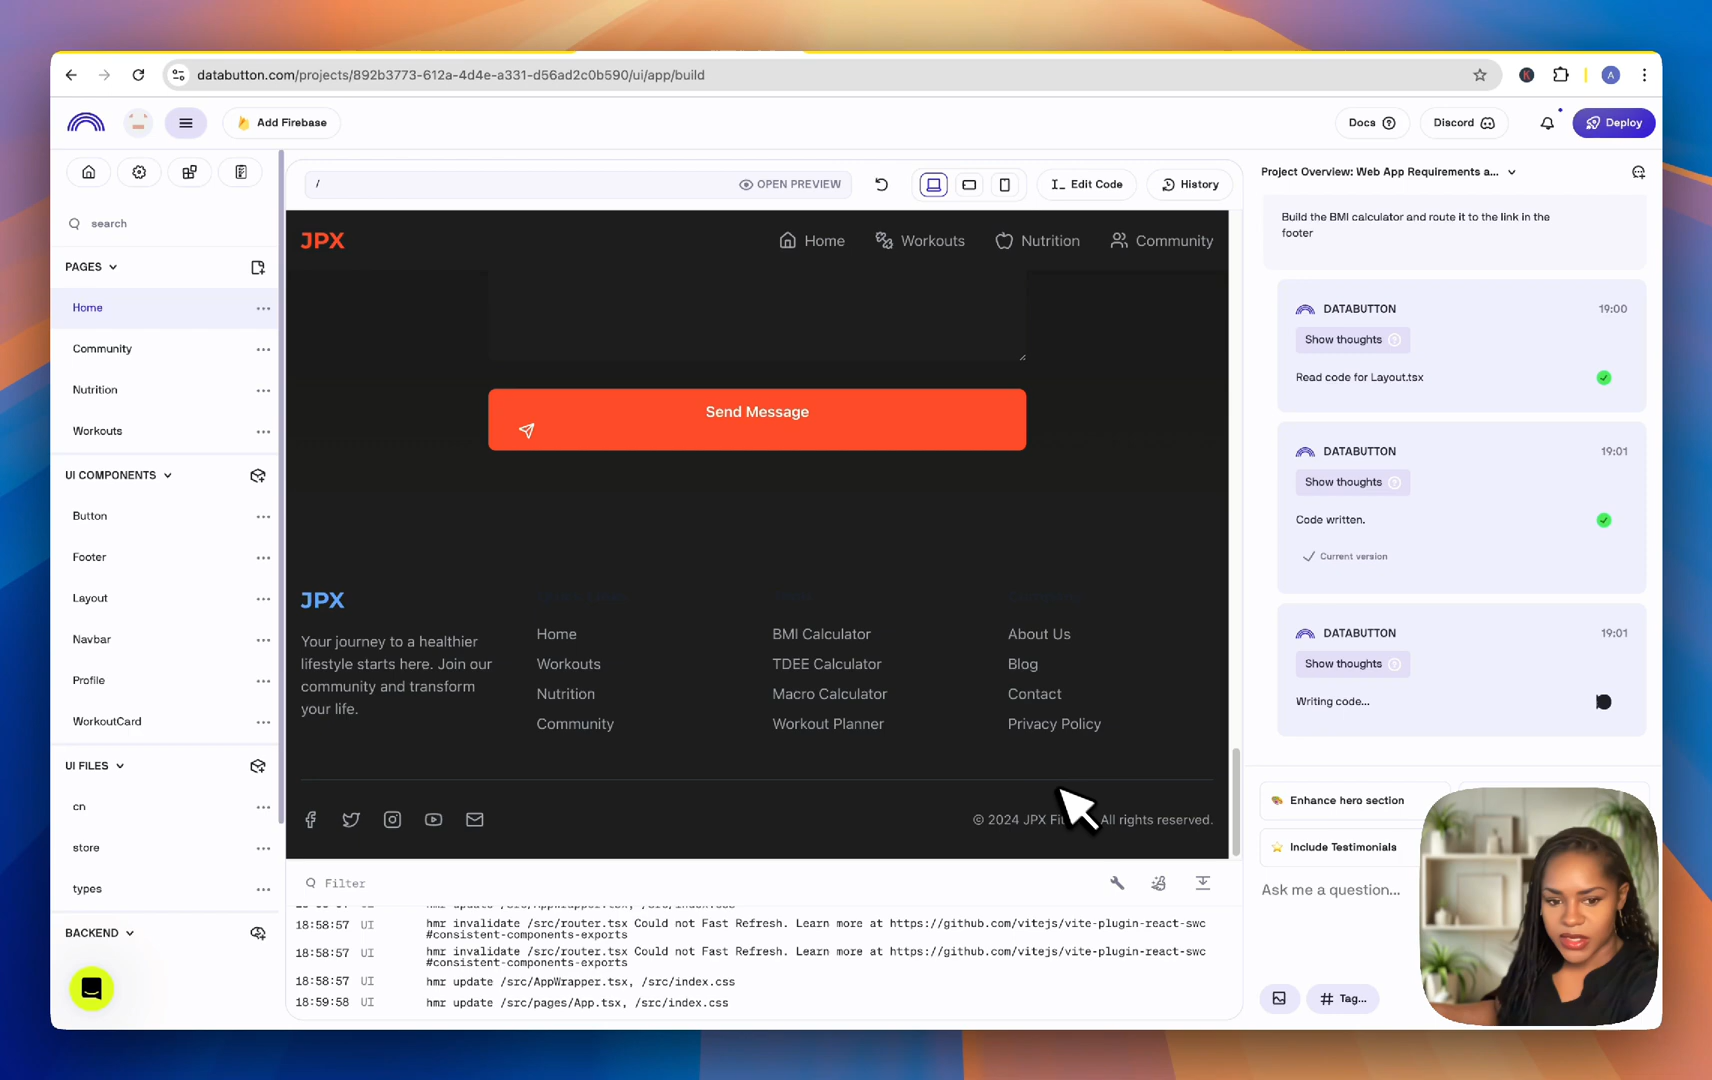 databutton.com/projects/892b3773-612a-4d4e-a331-d56ad2c0b590/ui/app/build
A
Add Firebase
Docs
Discord
Deploy
/
OPEN PREVIEW
Edit Code
History
Project Overview: Web App Requirements a...
search
PAGES
Home
Community
Nutrition
Workouts
UI COMPONENTS
Button
Footer
Layout
Navbar
Profile
WorkoutCard
UI FILES
cn
store
types
BACKEND
JPX
Home
Workouts
Nutrition
Community
Send Message
JPX
Your journey to a healthier
lifestyle starts here. Join our
community and transform
your life.
Home
Workouts
Nutrition
Community
BMI Calculator
TDEE Calculator
Macro Calculator
Workout Planner
About Us
Blog
Contact
Privacy Policy
© 2024 JPX Fi All rights reserved.
Filter
18:58:57 UI hmr invalidate /src/router.tsx Could not Fast Refresh. Learn more at https://github.com/vitejs/vite-plugin-react-swc
#consistent-components-exports
18:58:57 UI hmr invalidate /src/router.tsx Could not Fast Refresh. Learn more at https://github.com/vitejs/vite-plugin-react-swc
#consistent-components-exports
18:58:57 UI hmr update /src/AppWrapper.tsx, /src/index.css
18:59:58 UI hmr update /src/pages/App.tsx, /src/index.css
Build the BMI calculator and route it to the link in the
footer
DATABUTTON 19:00
Show thoughts
Read code for Layout.tsx
DATABUTTON 19:01
Show thoughts
Code written.
Current version
DATABUTTON 19:01
Show thoughts
Writing code...
Enhance hero section
Include Testimonials
Ask me a question...
Tag...